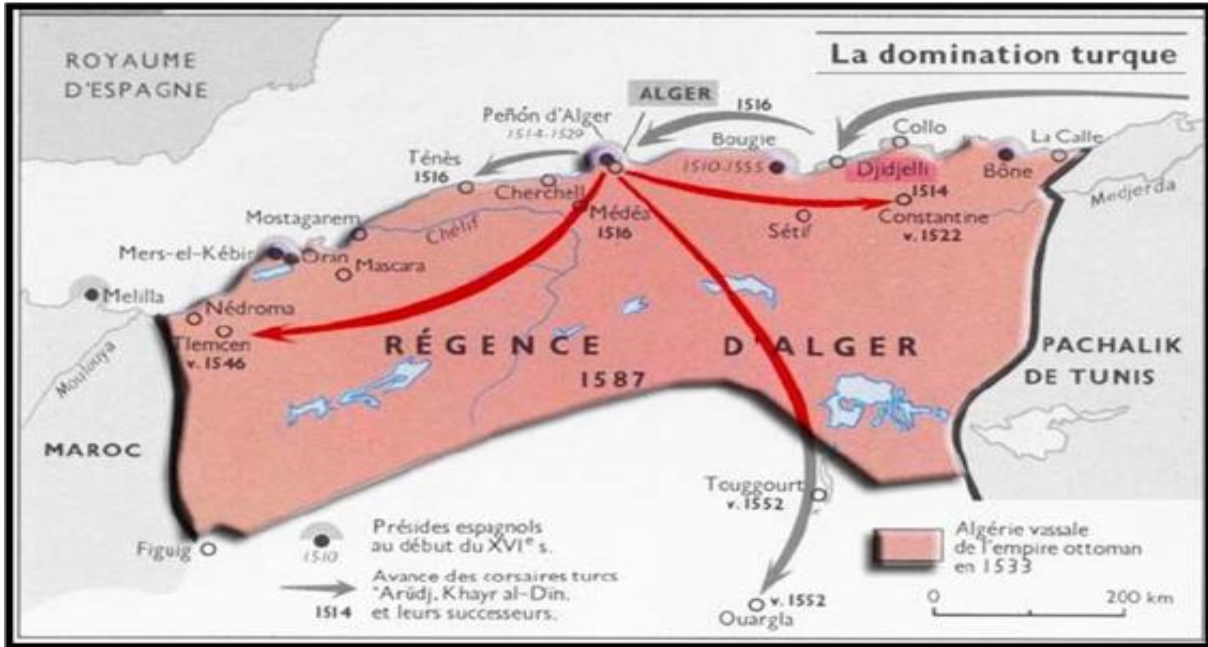 ROYAUME
D'ESPAGNE
La domination turque
ALGER
1516
Peñón d'Alger
1514-1529
Bougie
1510-1555
Collo
La Calle
Djidjelli
1514
Bône
Medjerda
Ténès
1516
Cherchell
Médéa
1516
Constantine
v. 1522
Sétif
Mostaganem
Chélif
Mers-el-Kébir
Oran
Mascara
Melilla
Nédroma
Tlemcen
v. 1546
Moulouya
RÉGENCE D'ALGER
1587
PACHALIK
DE TUNIS
MAROC
Touggourt
v. 1552
Figuig
Ouargla
v. 1552
1510
Présides espagnols
au début du XVIe s.
1514
Avance des corsaires turcs
'Arūdj, Khayr al-Dīn,
et leurs successeurs.
Algérie vassale
de l'empire ottoman
en 1533
0 200 km